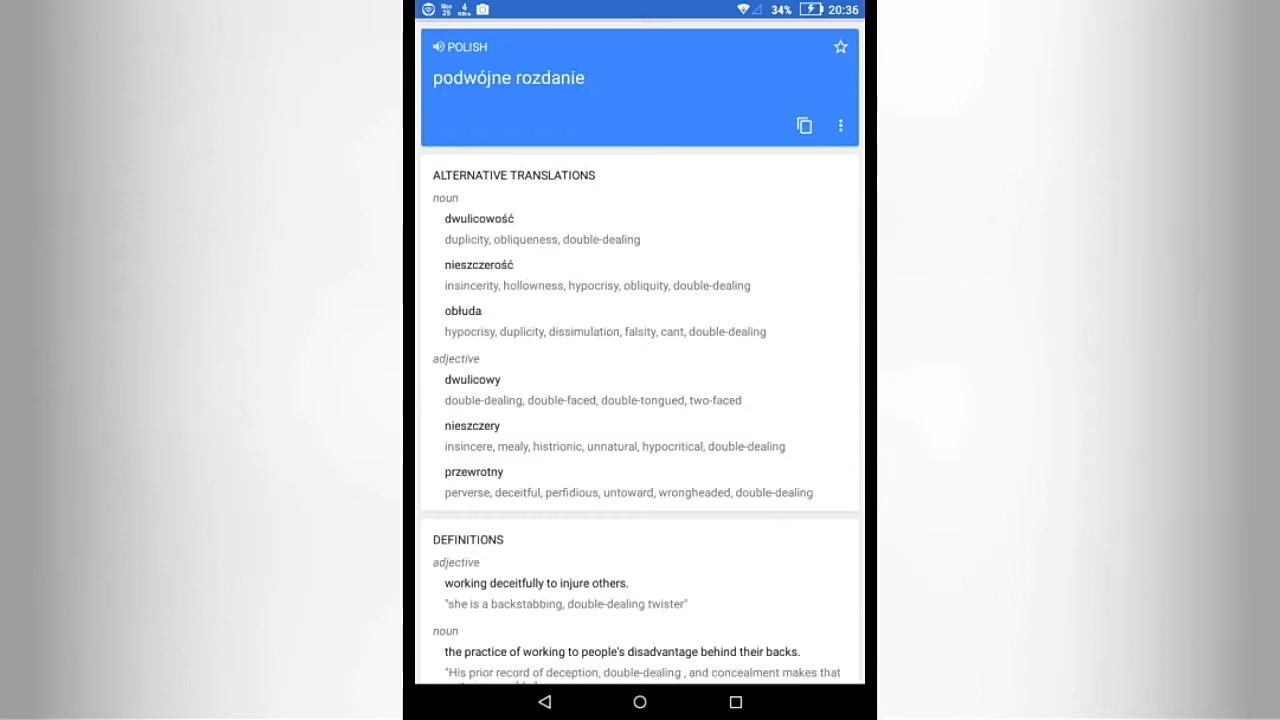 Mon 25 4 KB/s 34% 20:36
POLISH
podwójne rozdanie
ALTERNATIVE TRANSLATIONS
noun
dwulicowość
duplicity, obliqueness, double-dealing
nieszczerość
insincerity, hollowness, hypocrisy, obliquity, double-dealing
obłuda
hypocrisy, duplicity, dissimulation, falsity, cant, double-dealing
adjective
dwulicowy
double-dealing, double-faced, double-tongued, two-faced
nieszczery
insincere, mealy, histrionic, unnatural, hypocritical, double-dealing
przewrotny
perverse, deceitful, perfidious, untoward, wrongheaded, double-dealing
DEFINITIONS
adjective
working deceitfully to injure others.
"she is a backstabbing, double-dealing twister"
noun
the practice of working to people's disadvantage behind their backs.
"His prior record of deception, double-dealing , and concealment makes that